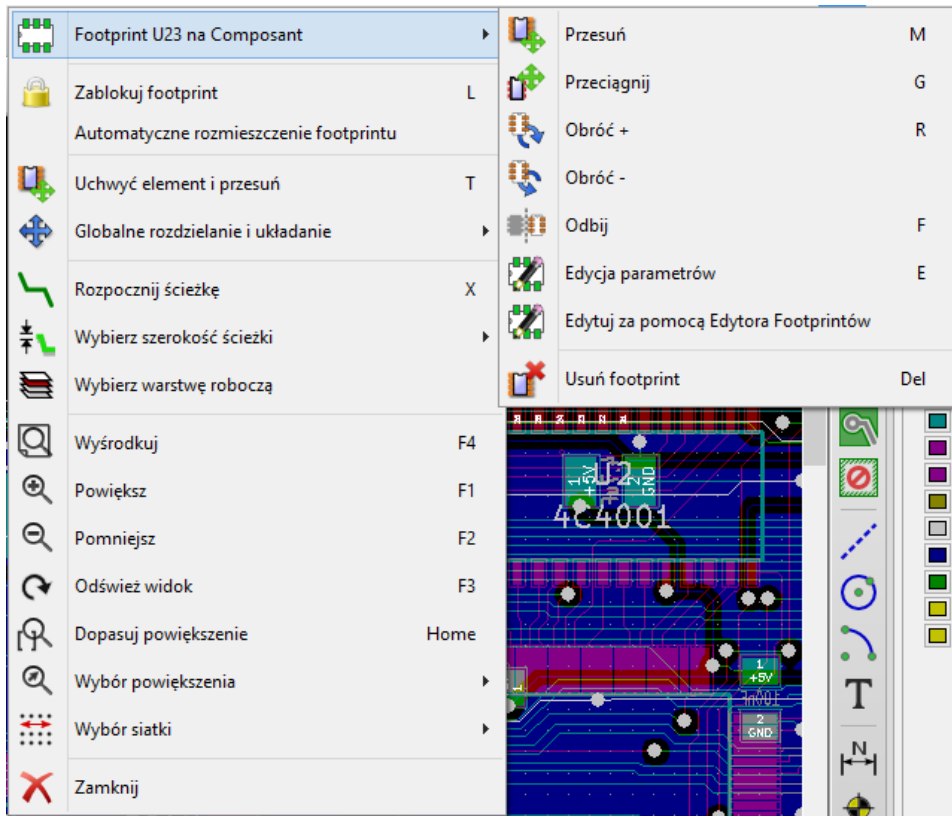 Footprint U23 na Composant
Zablokuj footprint L
Automatyczne rozmieszczenie footprintu
Uchwyć element i przesuń T
Globalne rozdzielanie i układanie
Rozpocznij ścieżkę X
Wybierz szerokość ścieżki
Wybierz warstwę roboczą
Wyśrodkuj F4
Powiększ F1
Pomniejsz F2
Odśwież widok F3
Dopasuj powiększenie Home
Wybór powiększenia
Wybór siatki
Zamknij
Przesuń M
Przeciągnij G
Obróć + R
Obróć -
Odbij F
Edycja parametrów E
Edytuj za pomocą Edytora Footprintów
Usuń footprint Del
1
+5V
2
GND
4C4001
1
+5V
2
GND
1
T
N